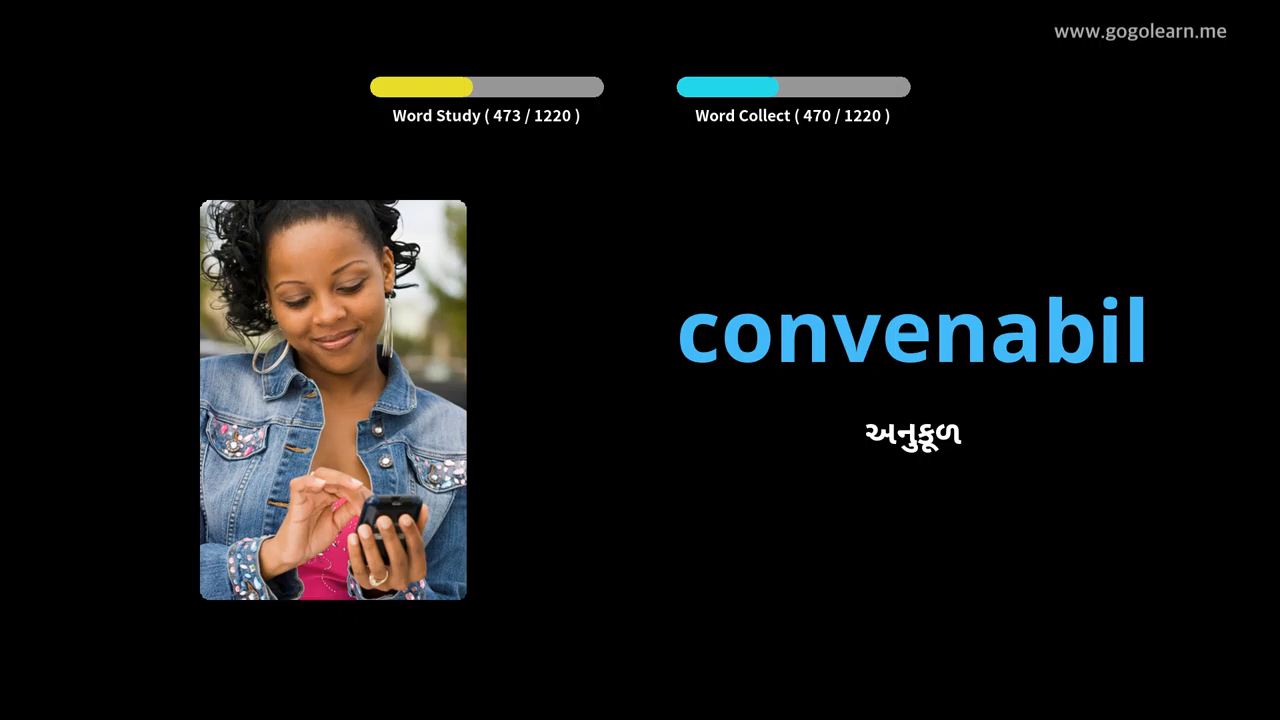 www.gogolearn.me
Word Study ( 473 / 1220 )
Word Collect ( 470 / 1220 )
convenabil
અનુકૂળ